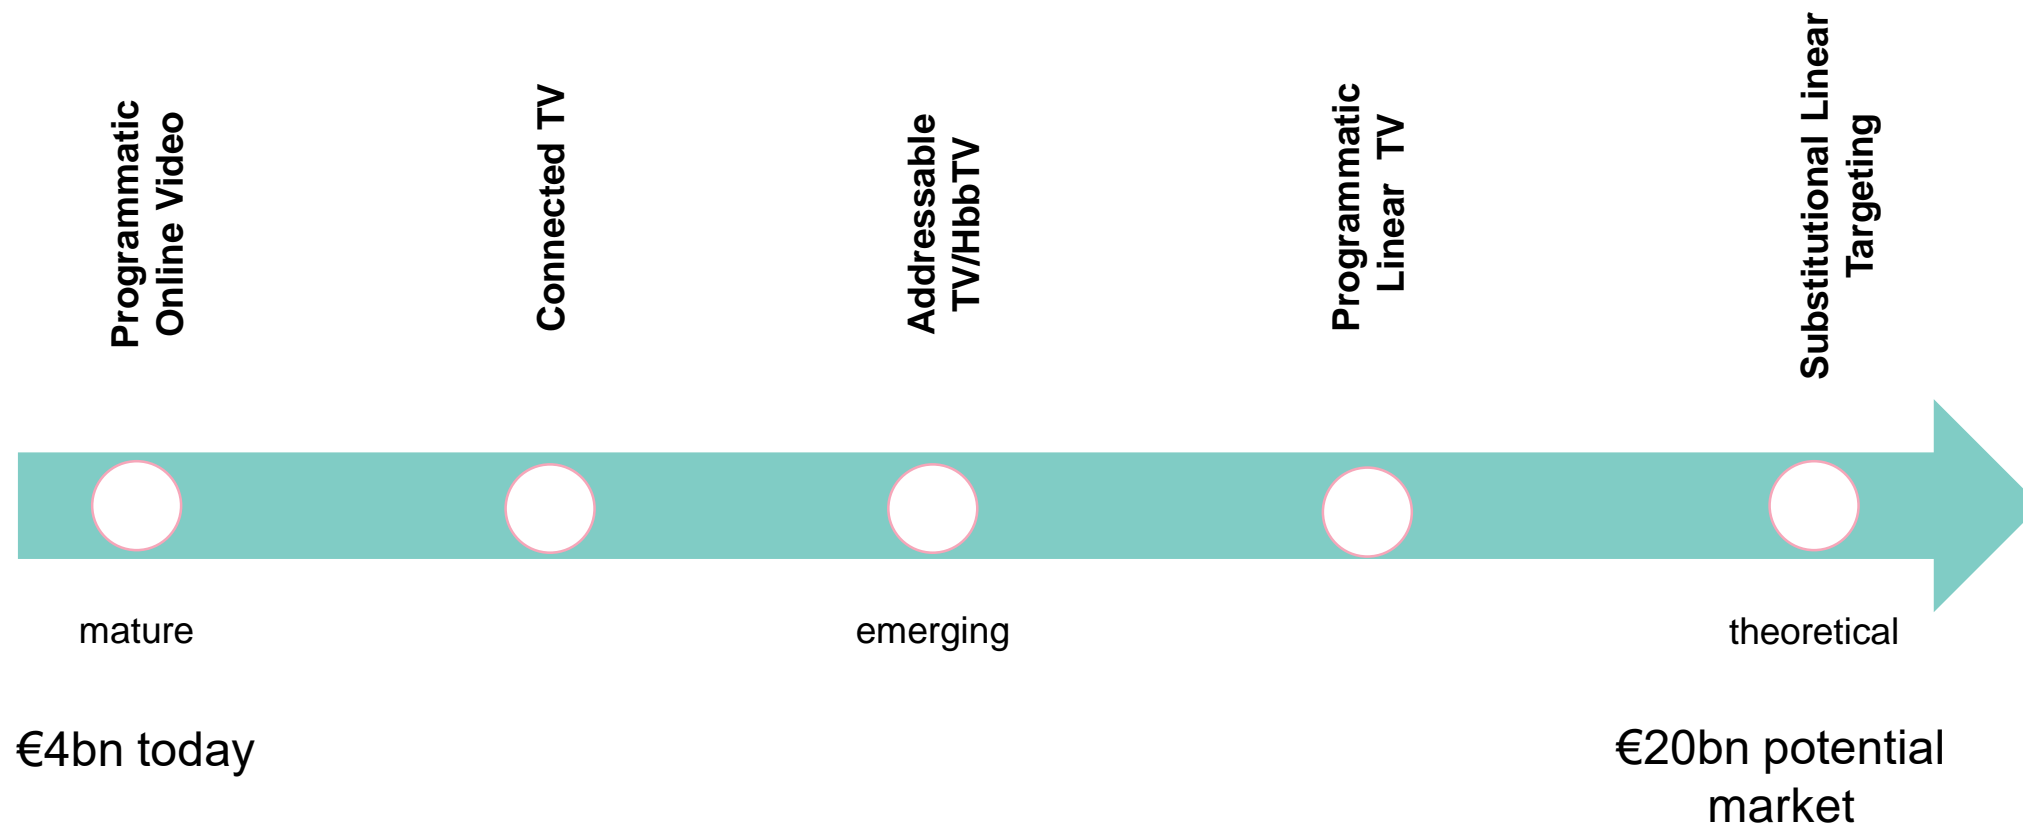 Programmatic
Online Video
Connected TV
Addressable
TV/HbbTV
Programmatic
Linear TV
Substitutional Linear
Targeting
mature
emerging
theoretical
€4bn today
€20bn potential
market